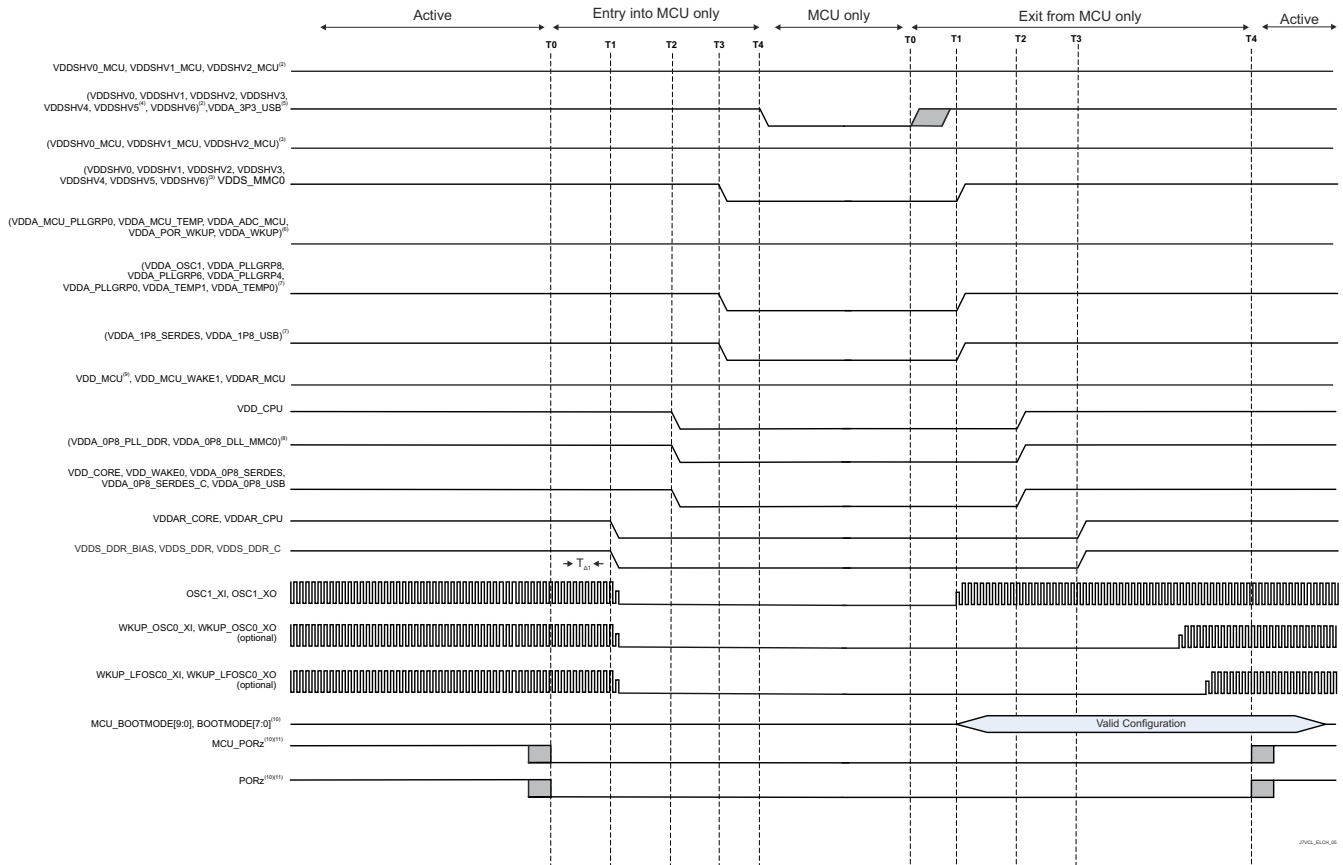 Active
Entry into MCU only
MCU only
Exit from MCU only
Active
T0
T1
T2
T3
T4
T0
T1
T2
T3
T4
VDDSHV0_MCU, VDDSHV1_MCU, VDDSHV2_MCU(2)
(VDDSHV0, VDDSHV1, VDDSHV2, VDDSHV3,
VDDSHV4, VDDSHV5(4), VDDSHV6)(2),VDDA_3P3_USB(5)
(VDDSHV0_MCU, VDDSHV1_MCU, VDDSHV2_MCU)(3)
(VDDSHV0, VDDSHV1, VDDSHV2, VDDSHV3,
VDDSHV4, VDDSHV5, VDDSHV6)(3) VDDS_MMC0
(VDDA_MCU_PLLGRP0, VDDA_MCU_TEMP, VDDA_ADC_MCU,
VDDA_POR_WKUP, VDDA_WKUP)(6)
(VDDA_OSC1, VDDA_PLLGRP8,
VDDA_PLLGRP6, VDDA_PLLGRP4,
VDDA_PLLGRP0, VDDA_TEMP1, VDDA_TEMP0)(7)
(VDDA_1P8_SERDES, VDDA_1P8_USB)(7)
VDD_MCU(9), VDD_MCU_WAKE1, VDDAR_MCU
VDD_CPU
(VDDA_0P8_PLL_DDR, VDDA_0P8_DLL_MMC0)(8)
VDD_CORE, VDD_WAKE0, VDDA_0P8_SERDES,
VDDA_0P8_SERDES_C, VDDA_0P8_USB
VDDAR_CORE, VDDAR_CPU
VDDS_DDR_BIAS, VDDS_DDR, VDDS_DDR_C
TΔ1
OSC1_XI, OSC1_XO
WKUP_OSC0_XI, WKUP_OSC0_XO
(optional)
WKUP_LFOSC0_XI, WKUP_LFOSC0_XO
(optional)
MCU_BOOTMODE[9:0], BOOTMODE[7:0](10)
Valid Configuration
MCU_PORz(10)(11)
PORz(10)(11)
J7VCL_ELCH_05